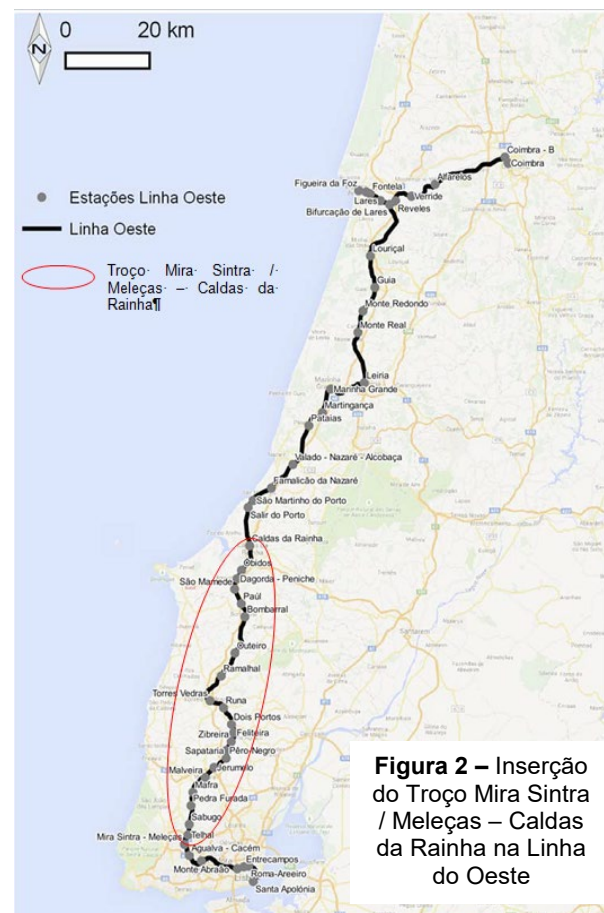 0 20 km
N
Estações Linha Oeste
Linha Oeste
Troço· Mira· Sintra· /·
Meleças· –· Caldas· da·
Rainha¶
Coimbra - B
Coimbra
Alfarelos
Figueira da Foz
Fontela
Verride
Lares
Reveles
Bifurcação de Lares
Louriçal
Guia
Monte Redondo
Monte Real
Leiria
Marinha Grande
Martingança
Pataias
Valado - Nazaré - Alcobaça
Famalicão da Nazaré
São Martinho do Porto
Salir do Porto
Caldas da Rainha
Óbidos
São Mamede
Dagorda - Peniche
Paúl
Bombarral
Outeiro
Ramalhal
Torres Vedras
Runa
Dois Portos
Zibreira
Feliteira
Sapataria
Pêro Negro
Malveira
Jerumelo
Mafra
Pedra Furada
Sabugo
Mira Sintra - Meleças
Telhal
Agualva - Cacém
Monte Abraão
Entrecampos
Roma-Areeiro
Santa Apolónia
Santarém
Figura 2 – Inserção
do Troço Mira Sintra
/ Meleças – Caldas
da Rainha na Linha
do Oeste